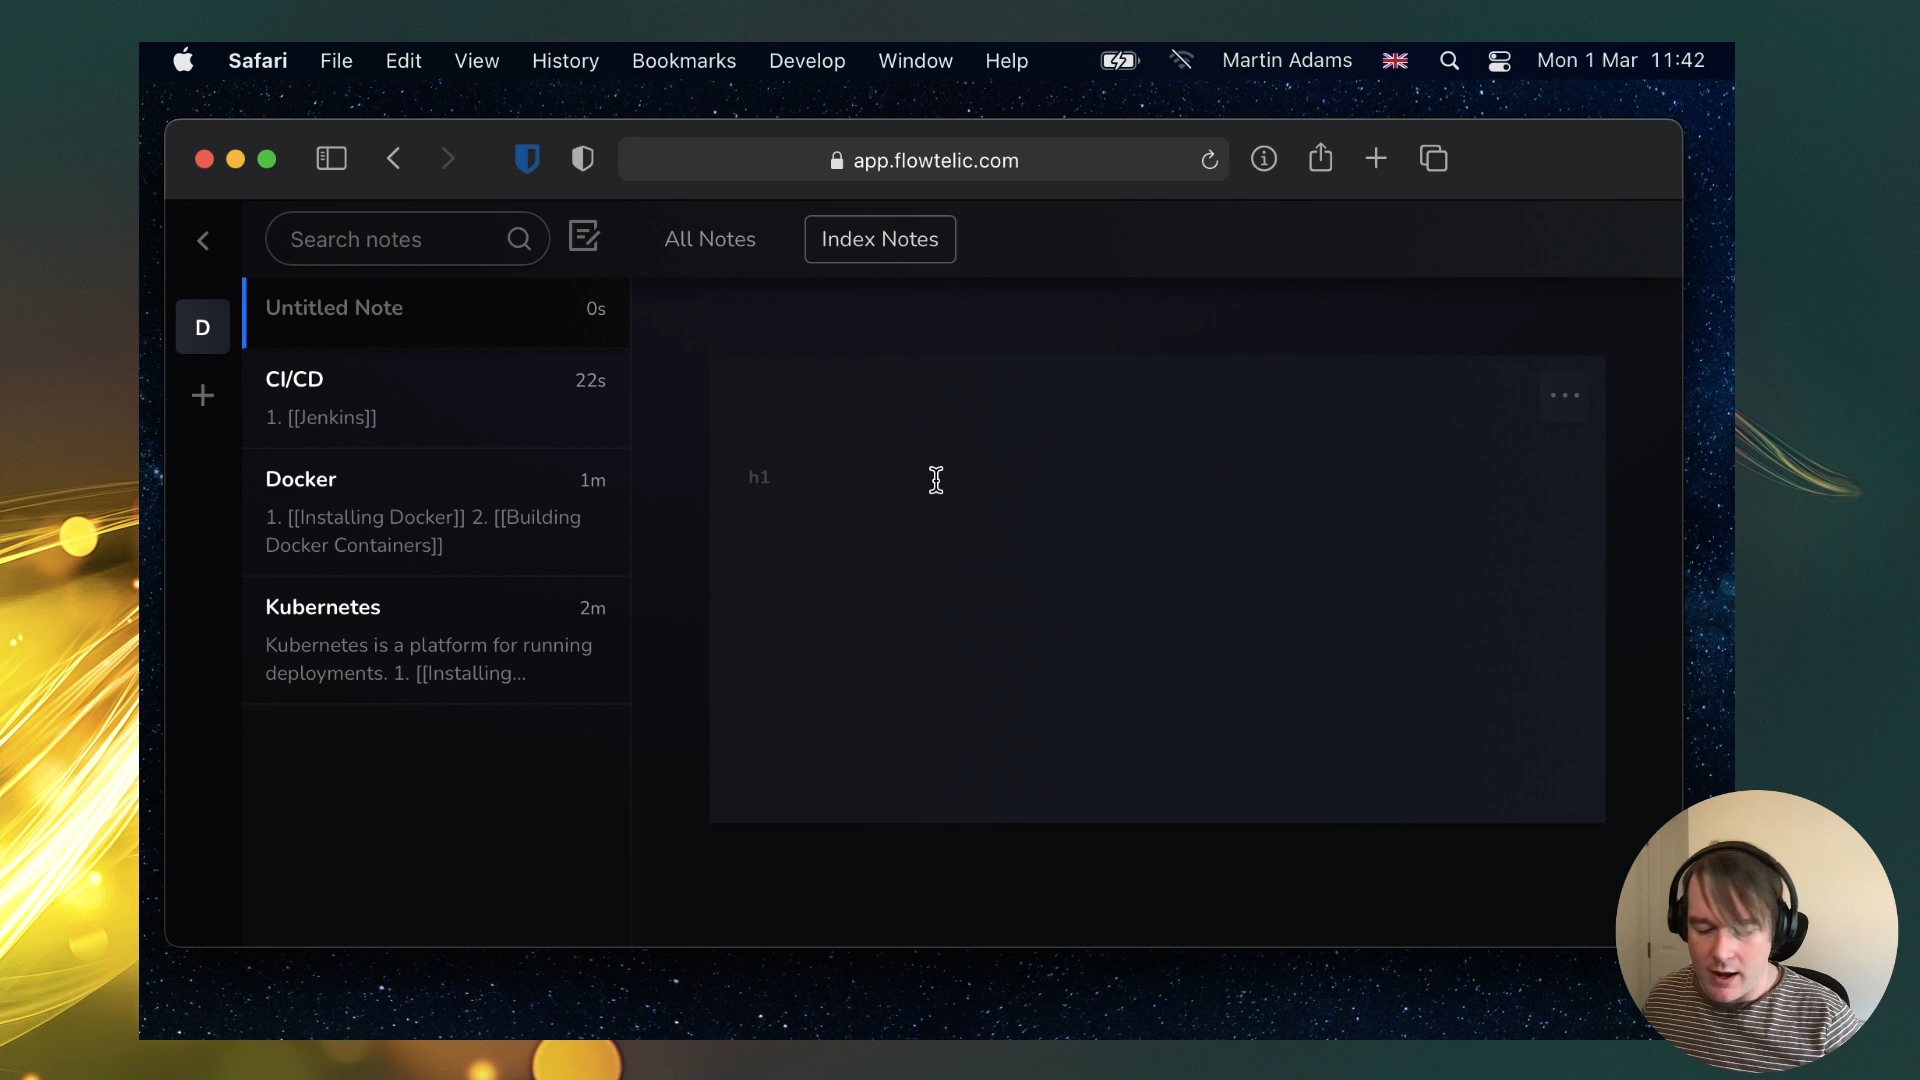 Safari File Edit View History Bookmarks Develop Window Help Martin Adams Mon 1 Mar 11:42
app.flowtelic.com
Search notes All Notes Index Notes
Untitled Note 0s
D
CI/CD 22s
1. [[Jenkins]]
Docker 1m
1. [[Installing Docker]] 2. [[Building
Docker Containers]]
Kubernetes 2m
Kubernetes is a platform for running
deployments. 1. [[Installing...
h1